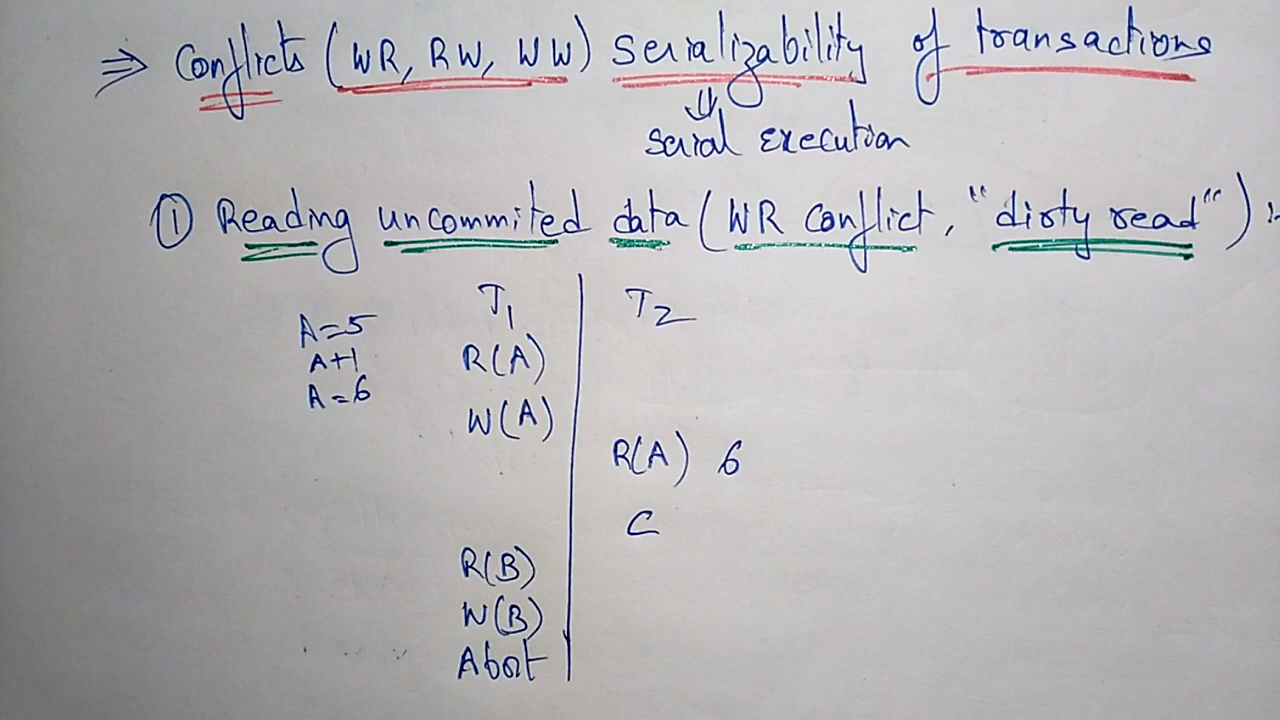 ⇒ Conflicts (WR, RW, WW) serializability of transactions
⇓
serial execution
① Reading uncommited data (WR conflict, "dirty read") :-
T1 T2
A=5
R(A)
A+1
A=6
W(A)
R(A) 6
C
R(B)
W(B)
Abort